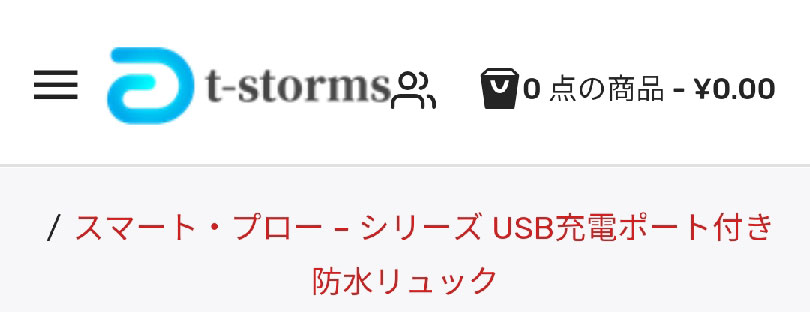 t-storms 0 点の商品 - ¥0.00
/ スマート・プロー – シリーズ USB充電ポート付き
防水リュック